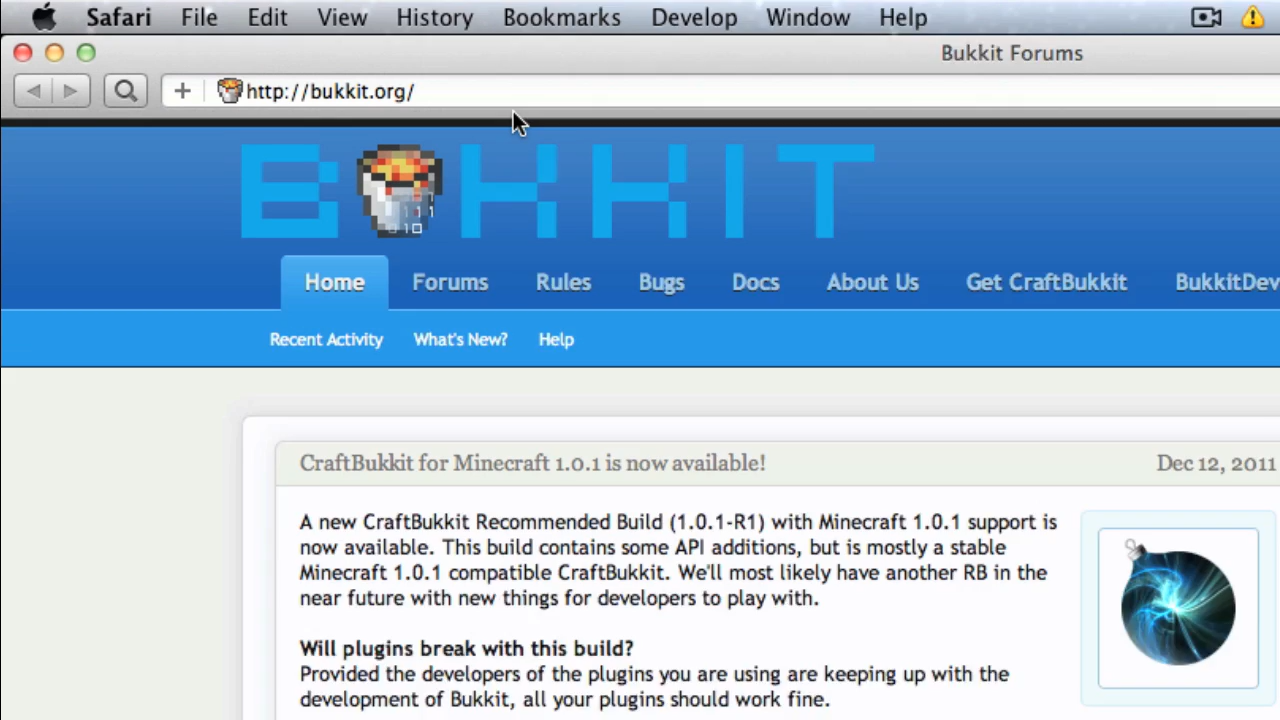 Safari File Edit View History Bookmarks Develop Window Help
Bukkit Forums
http://bukkit.org/
BUKKIT
Home Forums Rules Bugs Docs About Us Get CraftBukkit BukkitDev
Recent Activity What's New? Help
CraftBukkit for Minecraft 1.0.1 is now available! Dec 12, 2011
A new CraftBukkit Recommended Build (1.0.1-R1) with Minecraft 1.0.1 support is
now available. This build contains some API additions, but is mostly a stable
Minecraft 1.0.1 compatible CraftBukkit. We'll most likely have another RB in the
near future with new things for developers to play with.
Will plugins break with this build?
Provided the developers of the plugins you are using are keeping up with the
development of Bukkit, all your plugins should work fine.